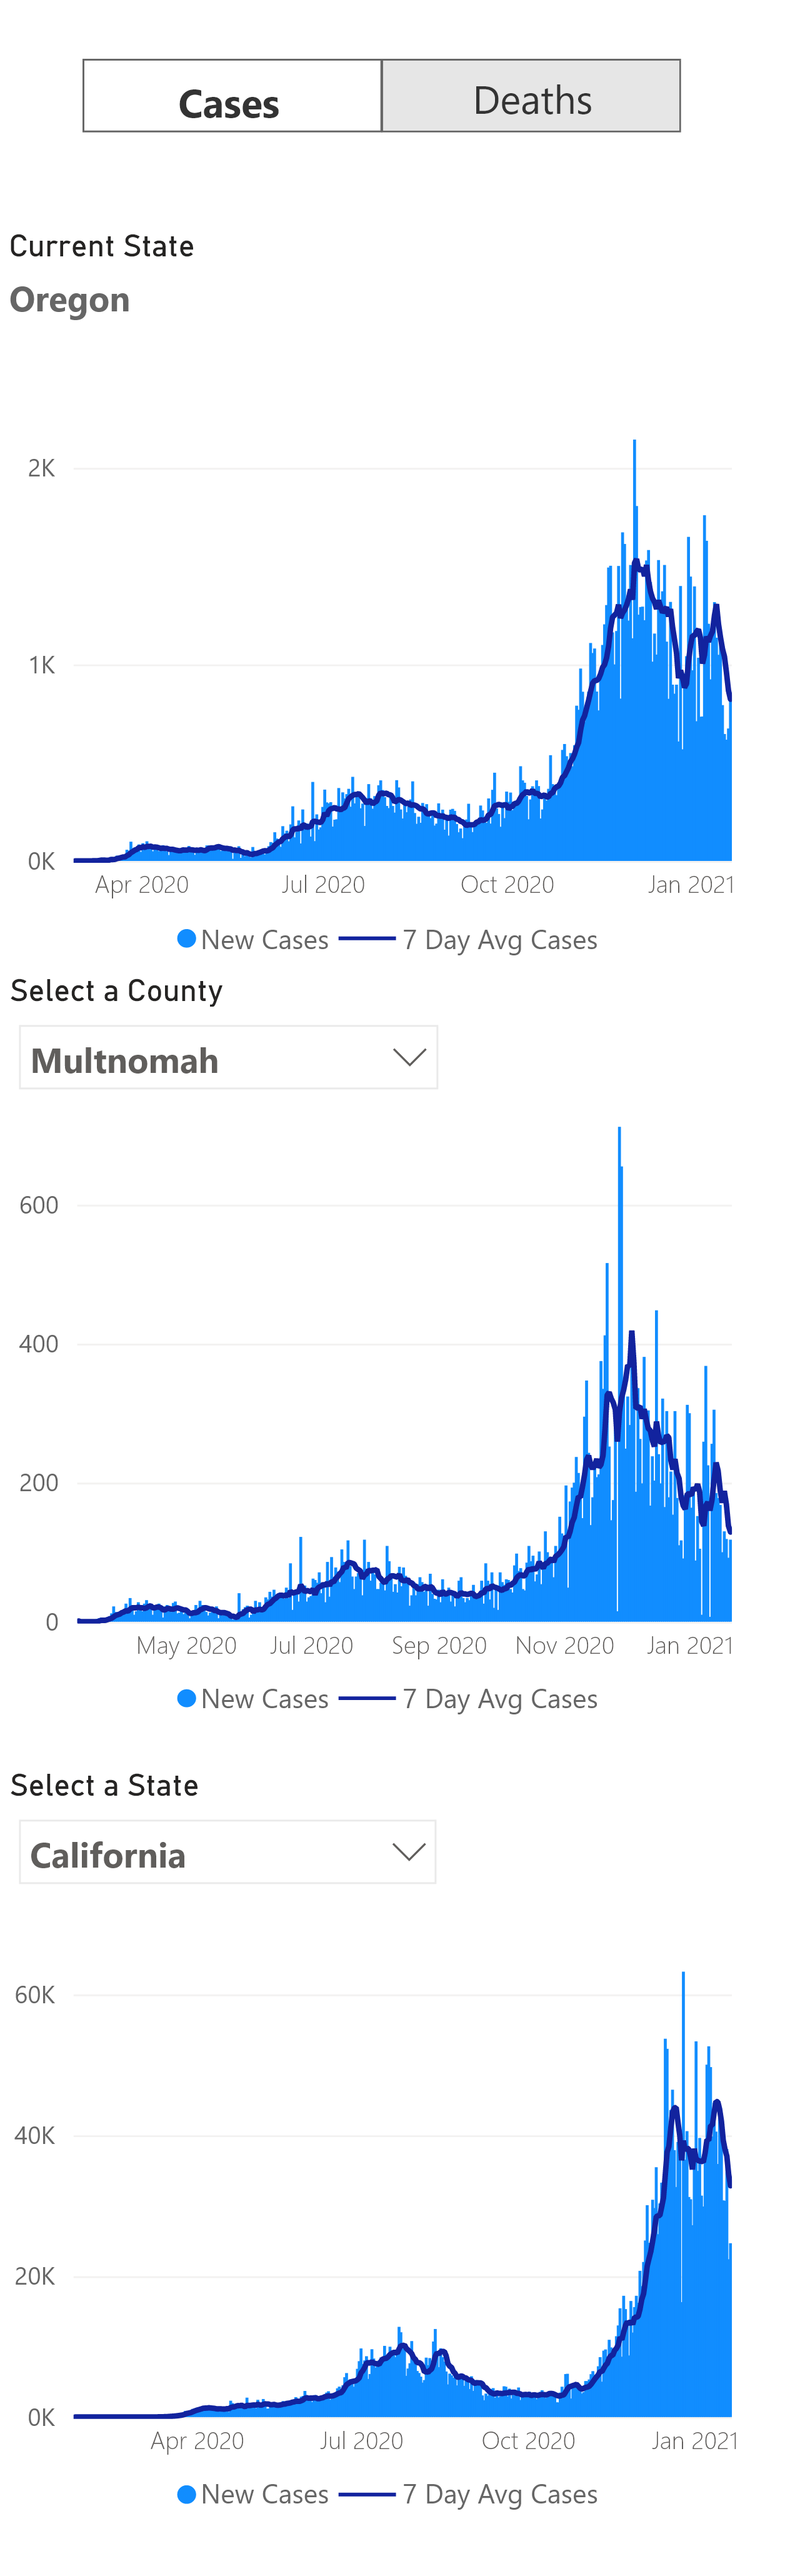 Cases Deaths
Current State
Oregon
2K
1K
0K
Apr 2020 Jul 2020 Oct 2020 Jan 2021
New Cases 7 Day Avg Cases
Select a County
Multnomah
600
400
200
0
May 2020 Jul 2020 Sep 2020 Nov 2020 Jan 2021
New Cases 7 Day Avg Cases
Select a State
California
60K
40K
20K
0K
Apr 2020 Jul 2020 Oct 2020 Jan 2021
New Cases 7 Day Avg Cases